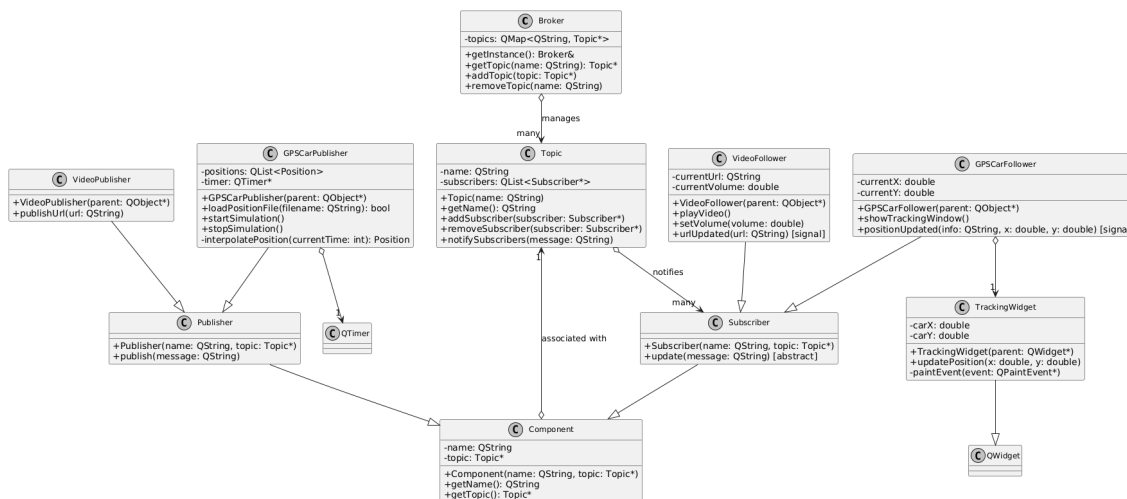 C Broker
-topics: QMap<QString, Topic*>
+getInstance(): Broker&
+getTopic(name: QString): Topic*
+addTopic(topic: Topic*)
+removeTopic(name: QString)
manages
many
C VideoPublisher
+VideoPublisher(parent: QObject*)
+publishUrl(url: QString)
C GPSCarPublisher
-positions: QList<Position>
-timer: QTimer*
+GPSCarPublisher(parent: QObject*)
+loadPositionFile(filename: QString): bool
+startSimulation()
+stopSimulation()
-interpolatePosition(currentTime: int): Position
C Topic
-name: QString
-subscribers: QList<Subscriber*>
+Topic(name: QString)
+getName(): QString
+addSubscriber(subscriber: Subscriber*)
+removeSubscriber(subscriber: Subscriber*)
+notifySubscribers(message: QString)
C VideoFollower
-currentUrl: QString
-currentVolume: double
+VideoFollower(parent: QObject*)
+playVideo()
+setVolume(volume: double)
+urlUpdated(url: QString) [signal]
C GPSCarFollower
-currentX: double
-currentY: double
+GPSCarFollower(parent: QObject*)
+showTrackingWindow()
+positionUpdated(info: QString, x: double, y: double) [signa
1
notifies
many
1
1
C Publisher
+Publisher(name: QString, topic: Topic*)
+publish(message: QString)
C QTimer
associated with
C Subscriber
+Subscriber(name: QString, topic: Topic*)
+update(message: QString) [abstract]
C TrackingWidget
-carX: double
-carY: double
+TrackingWidget(parent: QWidget*)
+updatePosition(x: double, y: double)
-paintEvent(event: QPaintEvent*)
C Component
-name: QString
-topic: Topic*
+Component(name: QString, topic: Topic*)
+getName(): QString
+getTopic(): Topic*
C QWidget